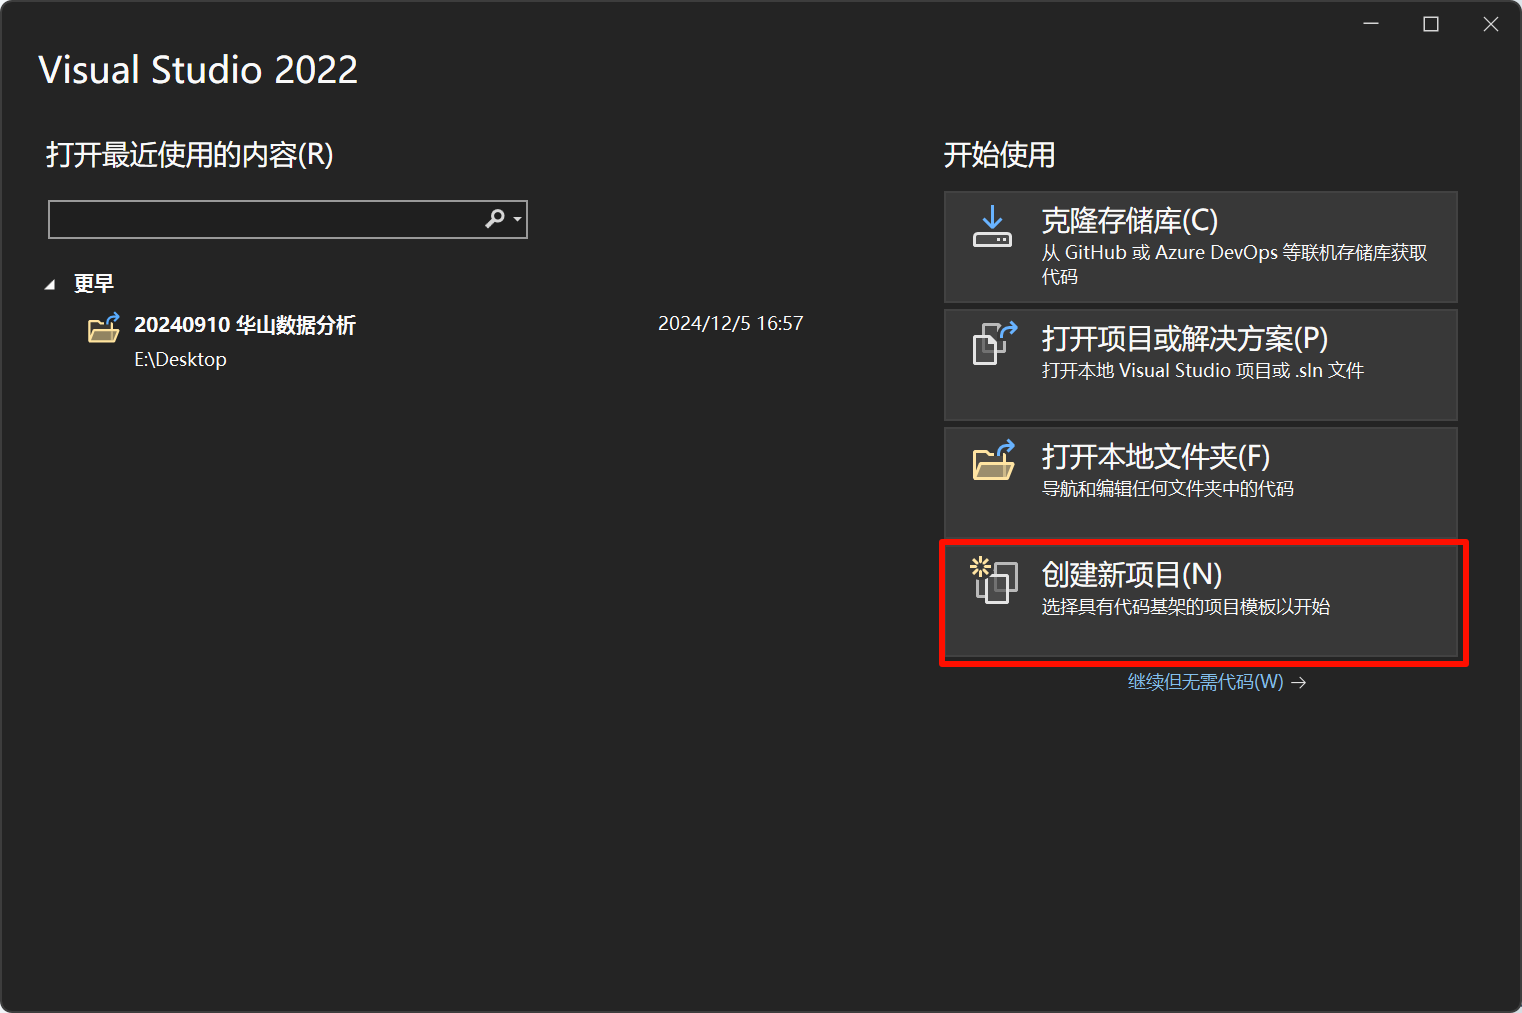 Visual Studio 2022
打开最近使用的内容(R)
更早
20240910 华山数据分析
2024/12/5 16:57
E:\Desktop
开始使用
克隆存储库(C)
从 GitHub 或 Azure DevOps 等联机存储库获取
代码
打开项目或解决方案(P)
打开本地 Visual Studio 项目或 .sln 文件
打开本地文件夹(F)
导航和编辑任何文件夹中的代码
创建新项目(N)
选择具有代码基架的项目模板以开始
继续但无需代码(W) →